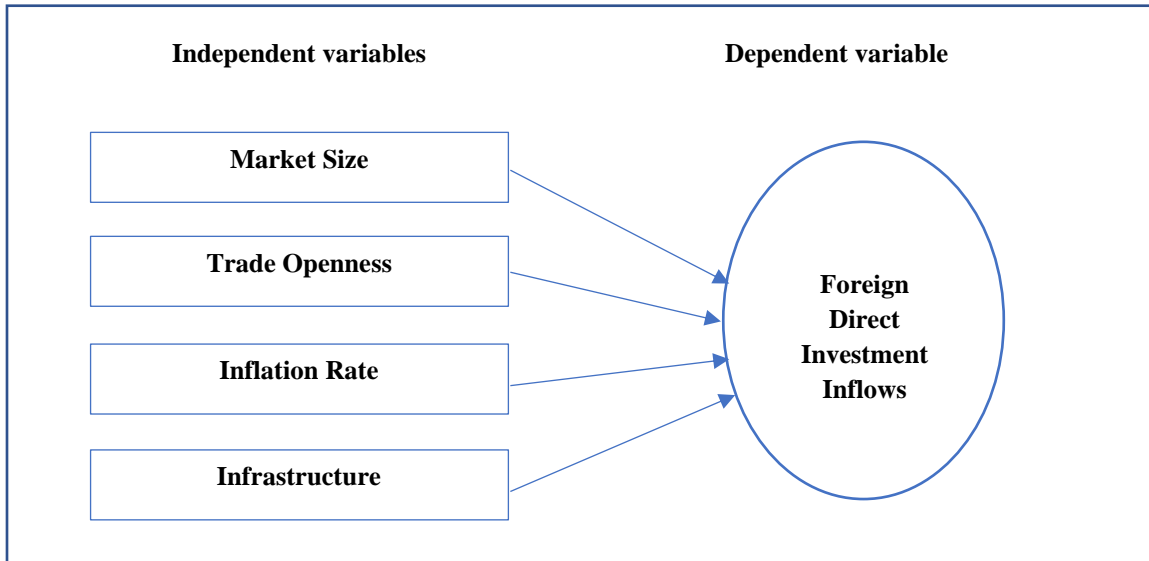 Independent variables
Dependent variable
Market Size
Trade Openness
Inflation Rate
Infrastructure
Foreign
Direct
Investment
Inflows